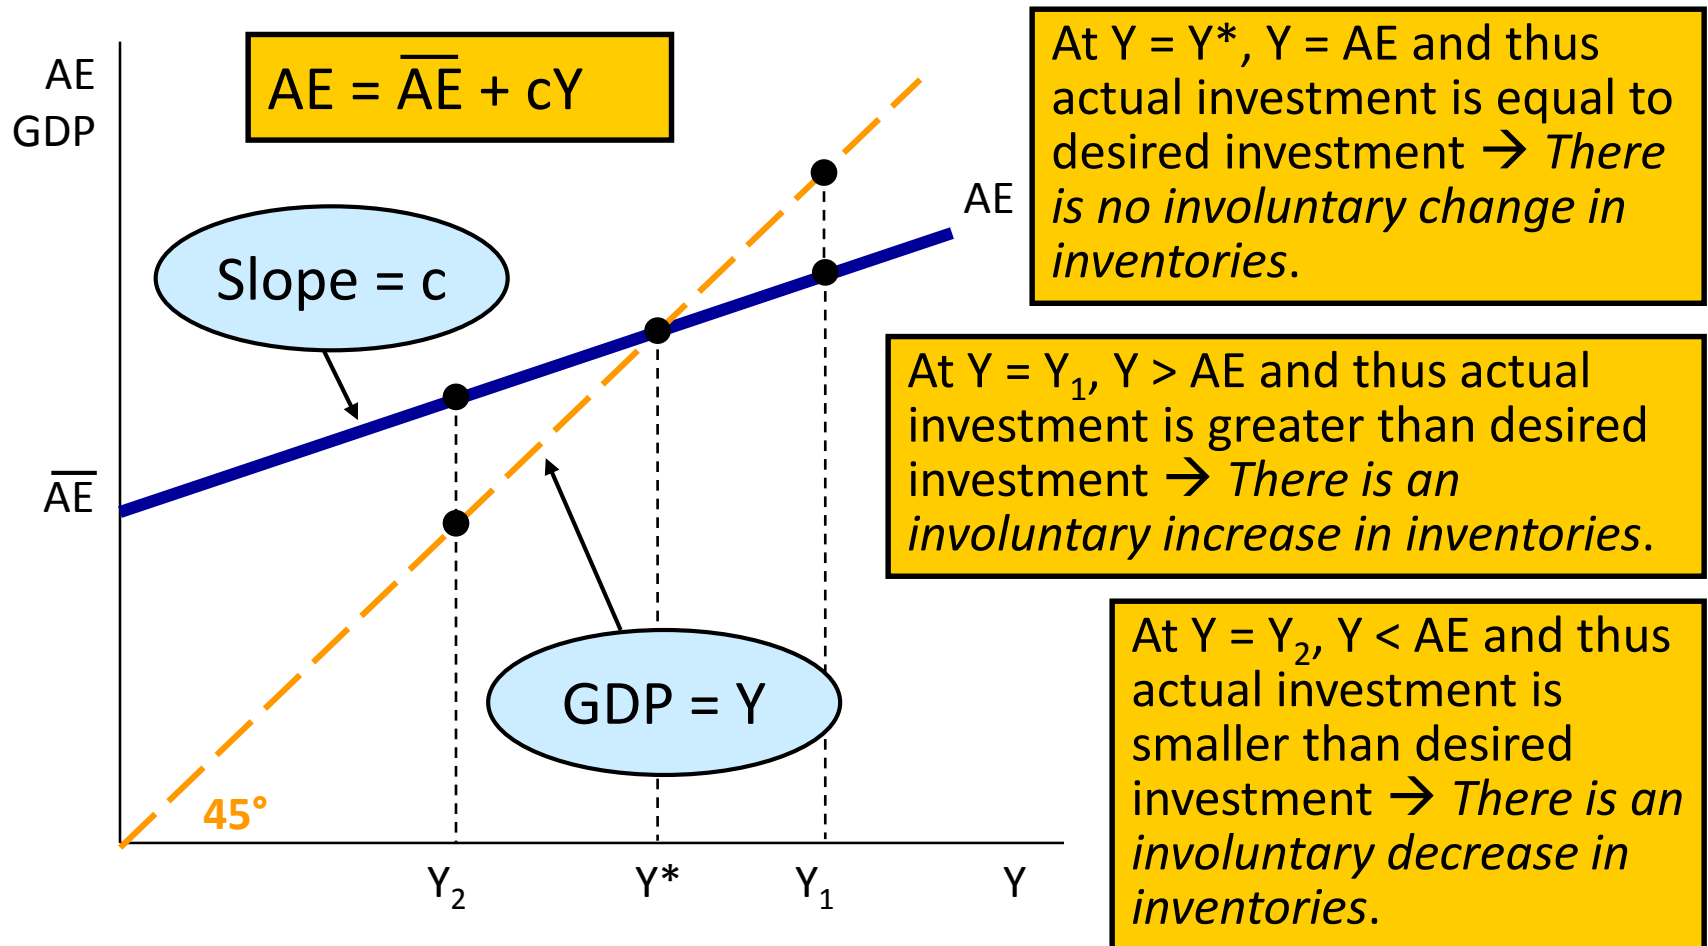 AE
GDP
A̅E̅ 
AE = A̅E̅ + cY
Slope = c
AE
GDP = Y
45°
Y₂
Y*
Y₁
Y
At Y = Y*, Y = AE and thus
actual investment is equal to
desired investment → There
is no involuntary change in
inventories.
At Y = Y₁, Y > AE and thus actual
investment is greater than desired
investment → There is an
involuntary increase in inventories.
At Y = Y₂, Y < AE and thus
actual investment is
smaller than desired
investment → There is an
involuntary decrease in
inventories.